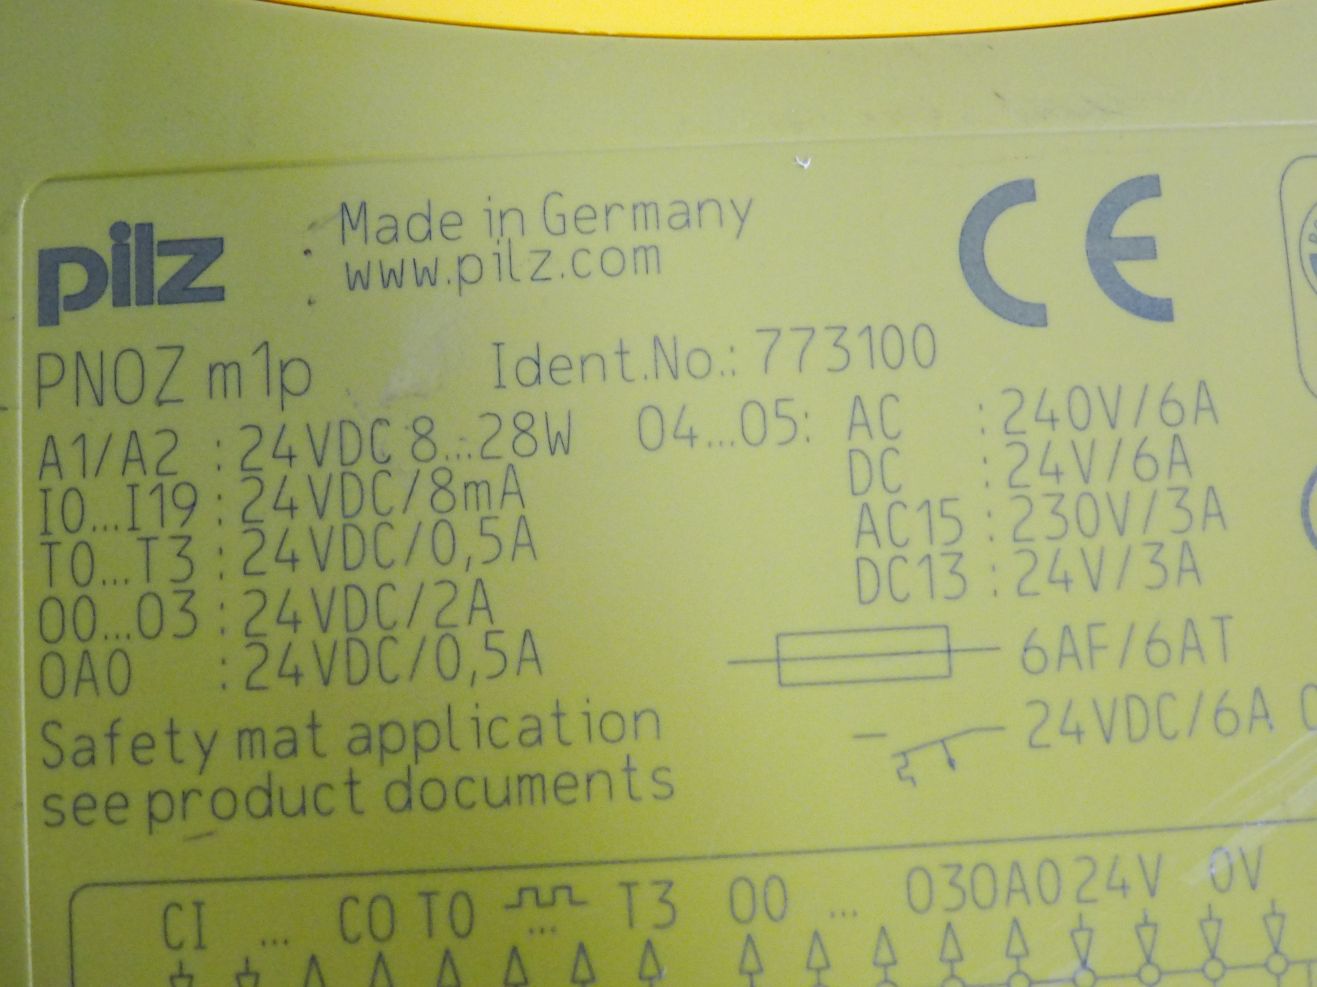 pilz : Made in Germany CE
: www.pilz.com
PNOZ m1p Ident.No.: 773100
A1/A2 : 24VDC 8...28W O4...O5: AC : 240V/6A
I0...I19 : 24VDC/8mA DC : 24V/6A
T0...T3 : 24VDC/0,5A AC15 : 230V/3A
O0...O3 : 24VDC/2A DC13 : 24V/3A
OA0 : 24VDC/0,5A 6AF/6AT
Safety mat application 24VDC/6A
see product documents
CI ... CO T0 ... T3 O0 ... O3 OA0 24V 0V